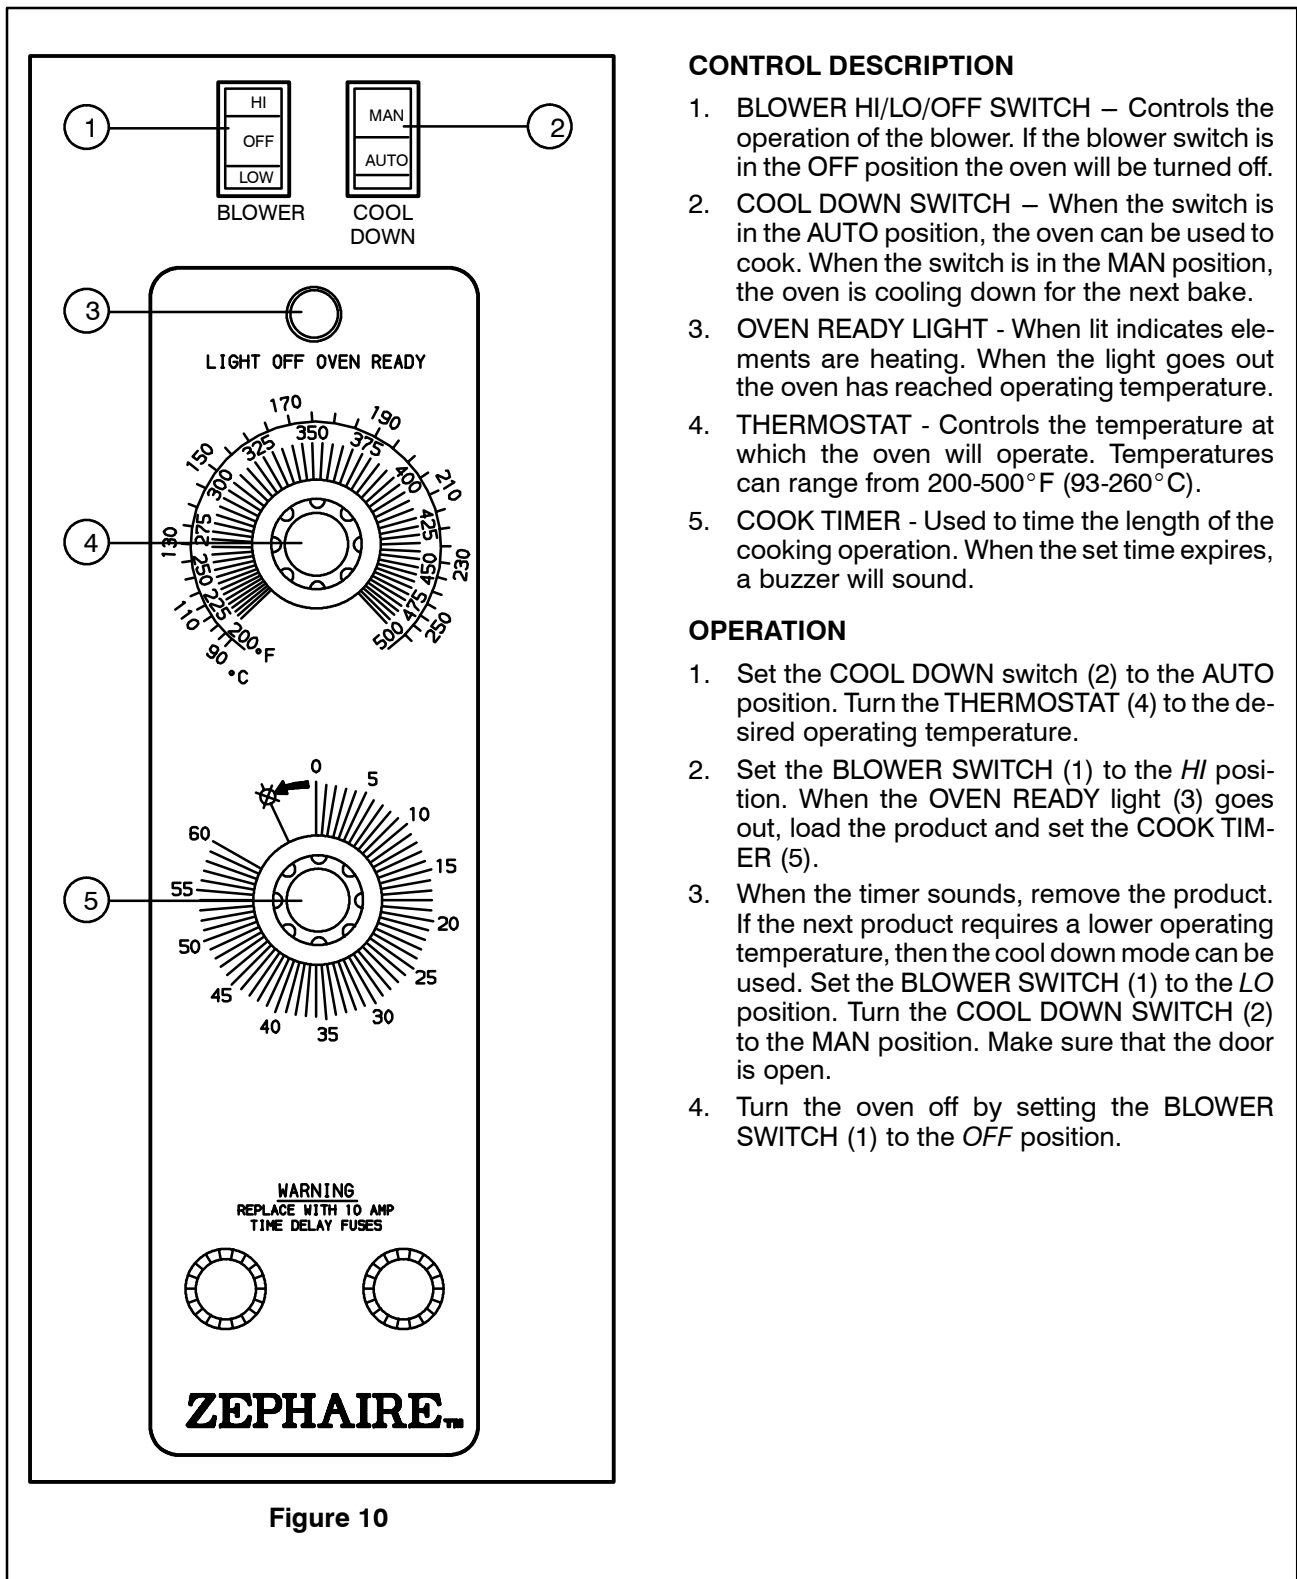 HI
OFF
LOW
BLOWER
MAN
AUTO
COOL
DOWN
1
2
3
LIGHT OFF OVEN READY
4
90
110
130
150
170
190
210
230
250
°C
200
225
250
275
300
325
350
375
400
425
450
475
500
°F
5
0
5
10
15
20
25
30
35
40
45
50
55
60
WARNING
REPLACE WITH 10 AMP
TIME DELAY FUSES
ZEPHAIRE™
Figure 10
CONTROL DESCRIPTION
1. BLOWER HI/LO/OFF SWITCH – Controls the
operation of the blower. If the blower switch is
in the OFF position the oven will be turned off.
2. COOL DOWN SWITCH – When the switch is
in the AUTO position, the oven can be used to
cook. When the switch is in the MAN position,
the oven is cooling down for the next bake.
3. OVEN READY LIGHT - When lit indicates ele-
ments are heating. When the light goes out
the oven has reached operating temperature.
4. THERMOSTAT - Controls the temperature at
which the oven will operate. Temperatures
can range from 200-500°F (93-260°C).
5. COOK TIMER - Used to time the length of the
cooking operation. When the set time expires,
a buzzer will sound.
OPERATION
1. Set the COOL DOWN switch (2) to the AUTO
position. Turn the THERMOSTAT (4) to the de-
sired operating temperature.
2. Set the BLOWER SWITCH (1) to the HI posi-
tion. When the OVEN READY light (3) goes
out, load the product and set the COOK TIM-
ER (5).
3. When the timer sounds, remove the product.
If the next product requires a lower operating
temperature, then the cool down mode can be
used. Set the BLOWER SWITCH (1) to the LO
position. Turn the COOL DOWN SWITCH (2)
to the MAN position. Make sure that the door
is open.
4. Turn the oven off by setting the BLOWER
SWITCH (1) to the OFF position.